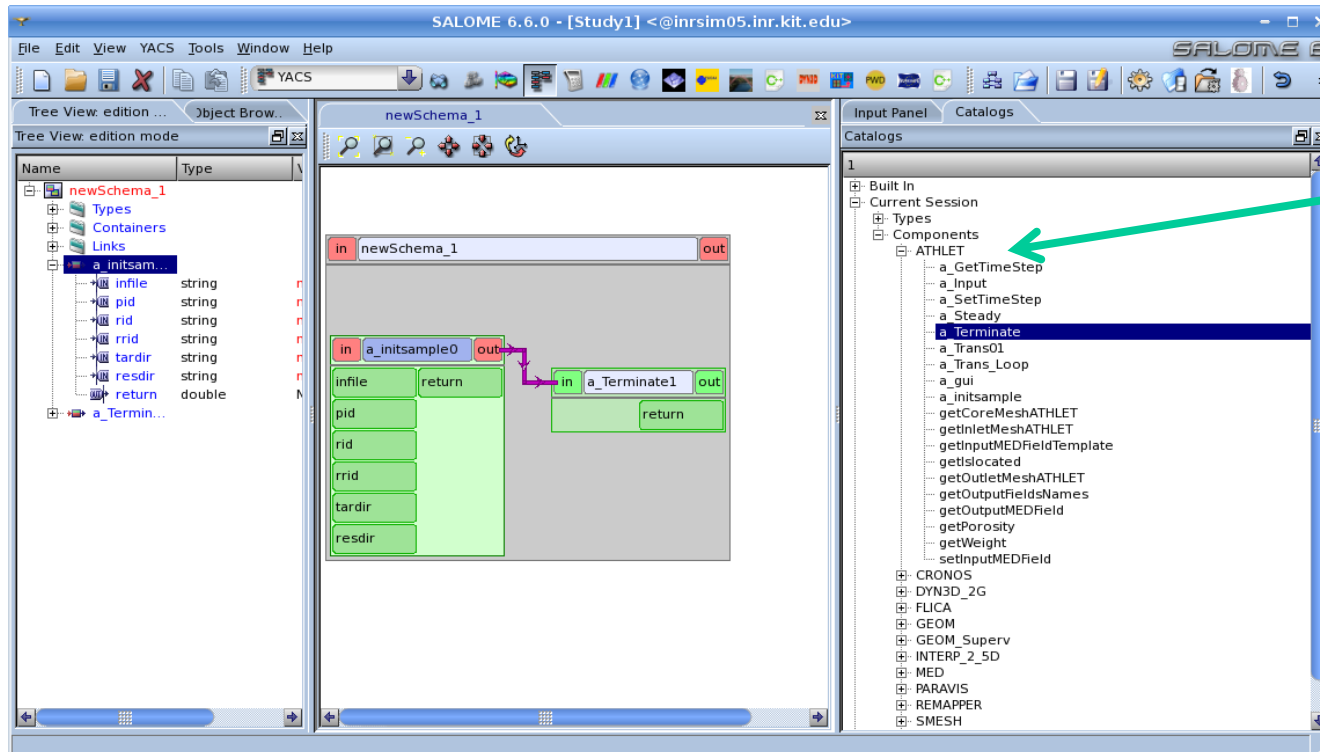 SALOME 6.6.0 - [Study1] <@inrsim05.inr.kit.edu>
File Edit View YACS Tools Window Help
SALOME 6
YACS
Tree View: edition ...
Object Brow..
Tree View: edition mode
Name Type V
newSchema_1
Types
Containers
Links
a_initsam...
infile string
pid string
rid string
rrid string
tardir string
resdir string
return double
a_Termin...
newSchema_1
in newSchema_1 out
in a_initsample0 out
infile return
pid
rid
rrid
tardir
resdir
in a_Terminate1 out
return
Input Panel Catalogs
Catalogs
1
Built In
Current Session
Types
Components
ATHLET
a_GetTimeStep
a_Input
a_SetTimeStep
a_Steady
a_Terminate
a_Trans01
a_Trans_Loop
a_gui
a_initsample
getCoreMeshATHLET
getInletMeshATHLET
getInputMEDFieldTemplate
getIslocated
getOutletMeshATHLET
getOutputFieldsNames
getOutputMEDField
getPorosity
getWeight
setInputMEDField
CRONOS
DYN3D_2G
FLICA
GEOM
GEOM_Superv
INTERP_2_5D
MED
PARAVIS
REMAPPER
SMESH